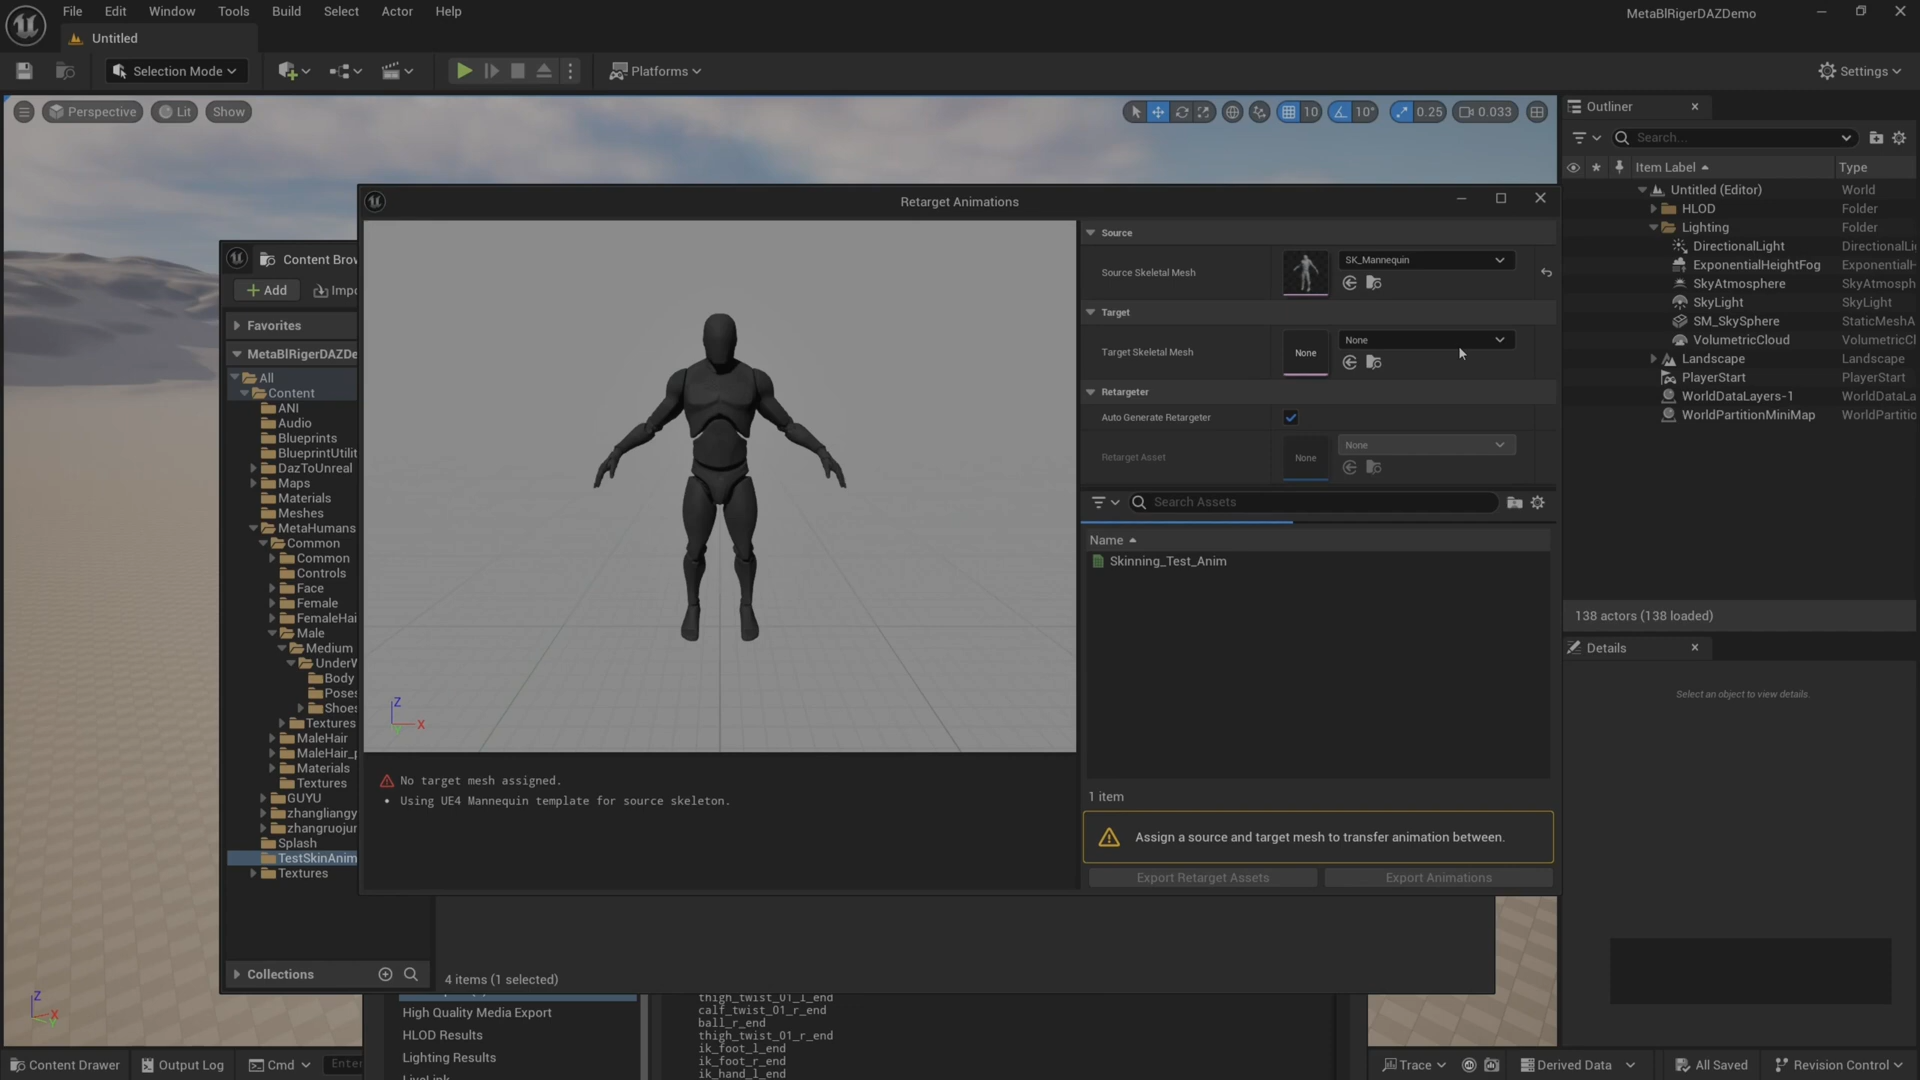 File Edit Window Tools Build Select Actor Help
MetaBlRigerDAZDemo
Untitled
Selection Mode
Platforms
Settings
Perspective Lit Show
10 10° 0.25 0.033
Outliner
Search...
Item Label Type
Untitled (Editor) World
HLOD Folder
Lighting Folder
DirectionalLight DirectionalLi
ExponentialHeightFog Exponential
SkyAtmosphere SkyAtmosph
SkyLight SkyLight
SM_SkySphere StaticMeshA
VolumetricCloud VolumetricCl
Landscape Landscape
PlayerStart PlayerStart
WorldDataLayers-1 WorldDataLa
WorldPartitionMiniMap WorldPartitio
138 actors (138 loaded)
Details
Select an object to view details.
Content Brow
Add Impo
Favorites
MetaBlRigerDAZDe
All
Content
ANI
Audio
Blueprints
BlueprintUtilit
DazToUnreal
Maps
Materials
Meshes
MetaHumans
Common
Common
Controls
Face
Female
FemaleHai
Male
Medium
UnderW
Body
Poses
Shoes
Textures
MaleHair
MaleHair_
Materials
Textures
GUYU
zhangliangy
zhangruojur
Splash
TestSkinAnim
Textures
Collections
4 items (1 selected)
Retarget Animations
Source
Source Skeletal Mesh SK_Mannequin
Target
Target Skeletal Mesh None None
Retargeter
Auto Generate Retargeter
Retarget Asset None None
Search Assets
Name
Skinning_Test_Anim
1 item
Assign a source and target mesh to transfer animation between.
Export Retarget Assets Export Animations
No target mesh assigned.
• Using UE4 Mannequin template for source skeleton.
Z
X
Z
X
High Quality Media Export
HLOD Results
Lighting Results
LiveLink
thigh_twist_01_l_end
calf_twist_01_r_end
ball_r_end
thigh_twist_01_r_end
ik_foot_l_end
ik_foot_r_end
ik_hand_l_end
Content Drawer Output Log Cmd Enter
Trace Derived Data All Saved Revision Control